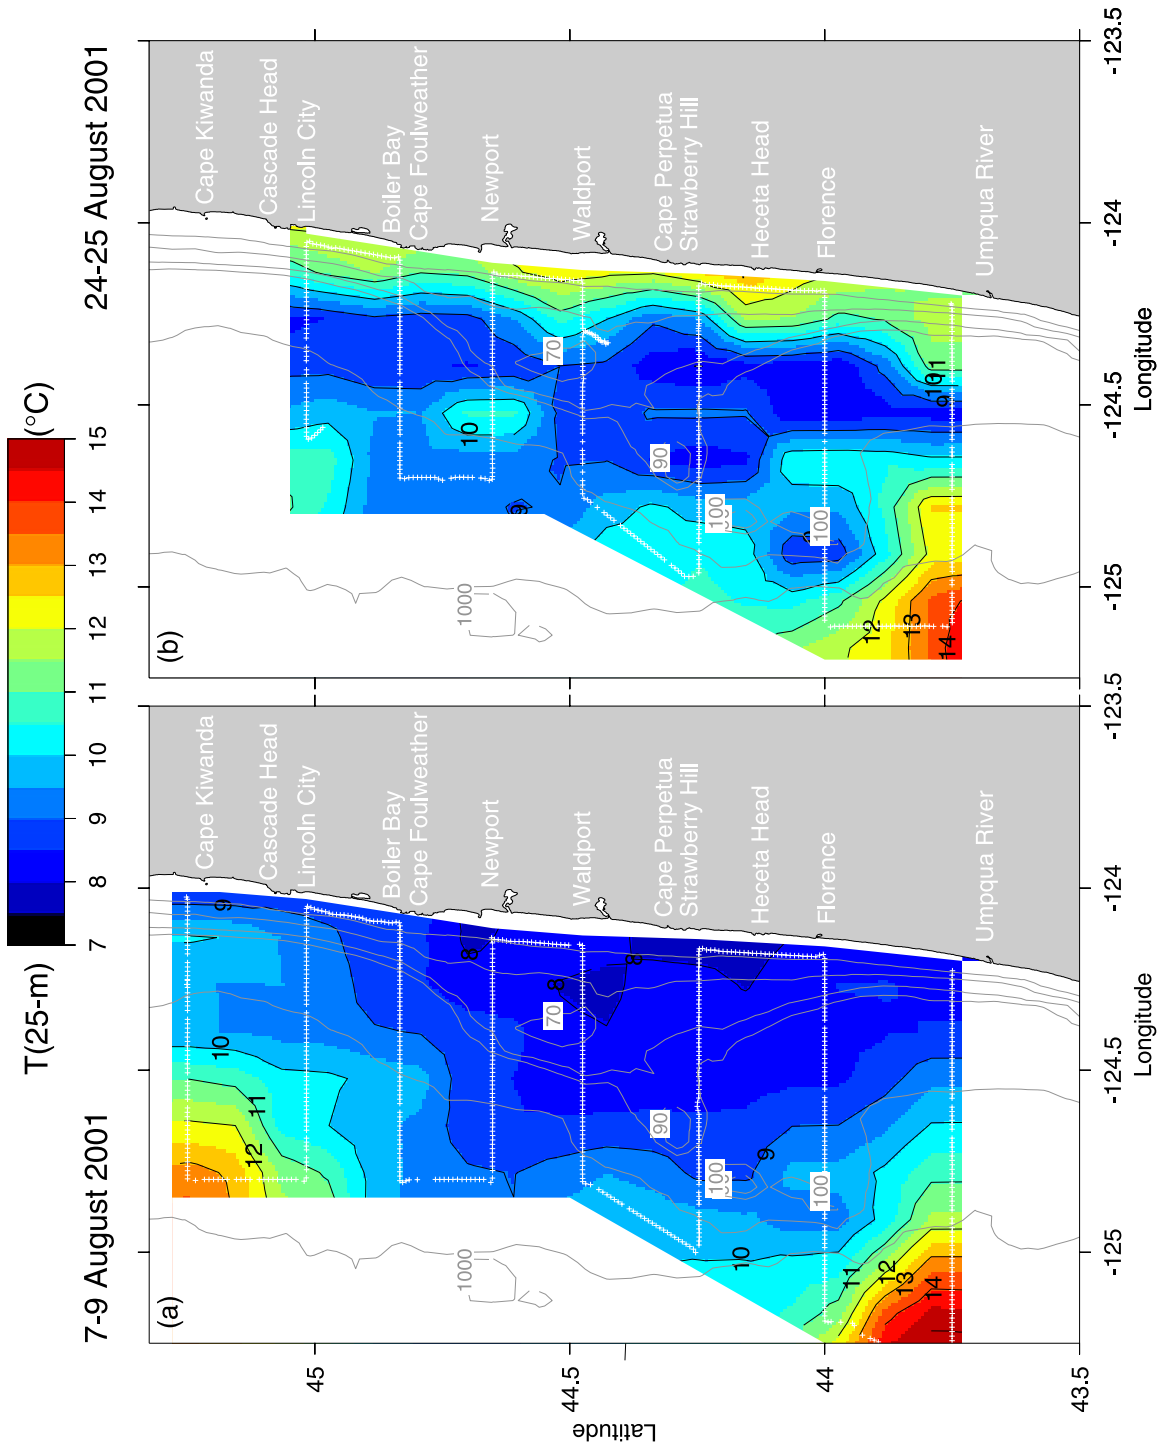 T(25-m)
7
8
9
10
11
12
13
14
15
(°C)
7-9 August 2001
24-25 August 2001
(a)
Cape Kiwanda
Cascade Head
Lincoln City
Boiler Bay
Cape Foulweather
Newport
Waldport
Cape Perpetua
Strawberry Hill
Heceta Head
Florence
Umpqua River
9
10
11
12
8
8
8
9
10
11
12
13
14
70
90
100
100
1000
45
44.5
44
43.5
Latitude
-125
-124.5
-124
-123.5
Longitude
(b)
Cape Kiwanda
Cascade Head
Lincoln City
Boiler Bay
Cape Foulweather
Newport
Waldport
Cape Perpetua
Strawberry Hill
Heceta Head
Florence
Umpqua River
10
9
9
10
11
12
13
14
70
90
100
100
1000
-125
-124.5
-124
-123.5
Longitude